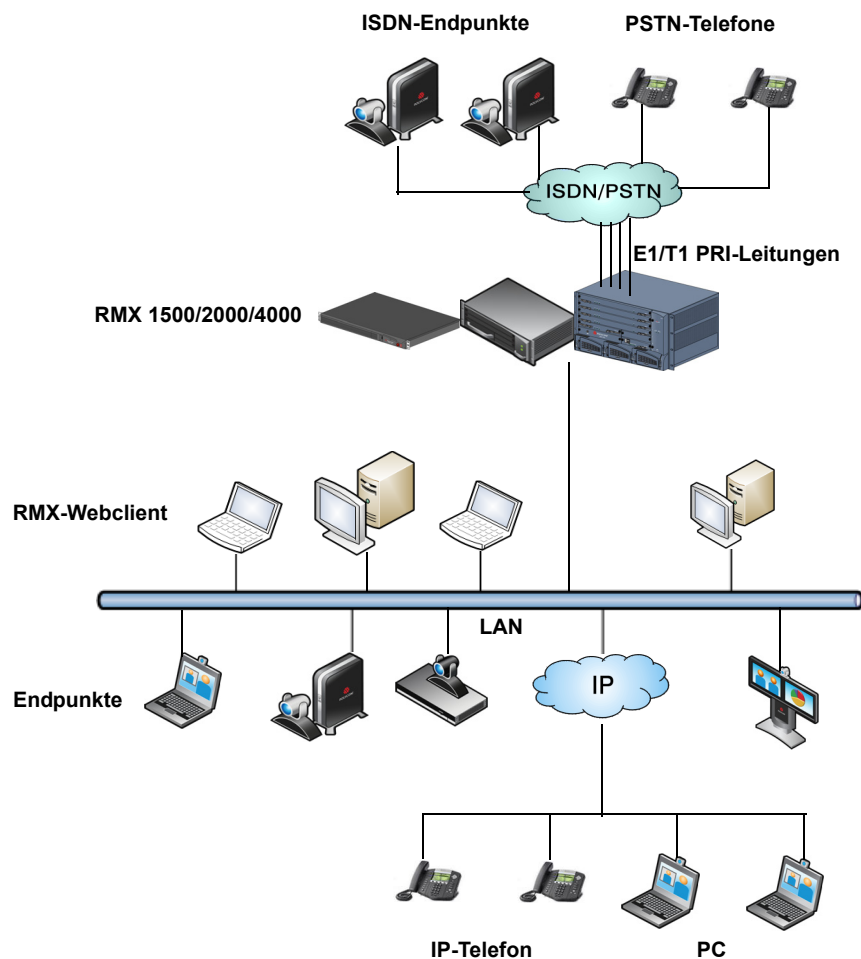 ISDN-Endpunkte
PSTN-Telefone
ISDN/PSTN
E1/T1 PRI-Leitungen
RMX 1500/2000/4000
RMX-Webclient
LAN
Endpunkte
IP
IP-Telefon
PC